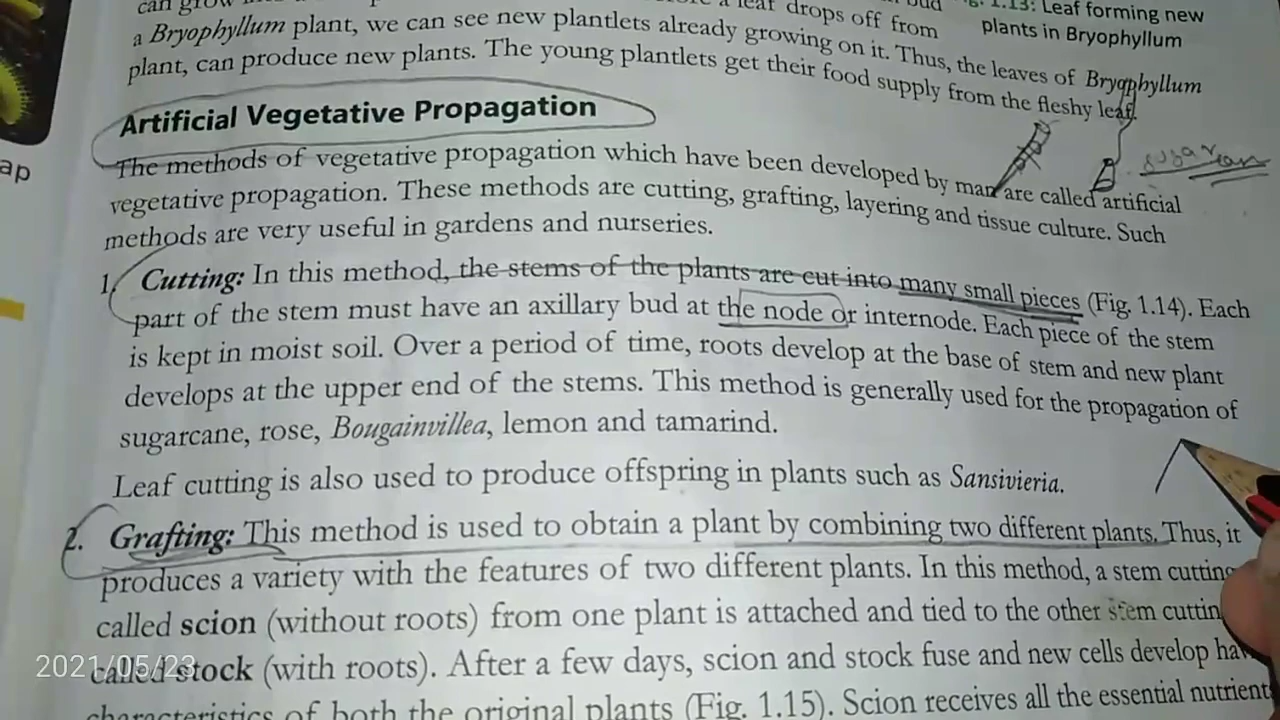 can grow
bud
1.13: Leaf forming new
a leaf drops off from
plants in Bryophyllum
a Bryophyllum plant, we can see new plantlets already growing on it. Thus, the leaves of Bryophyllum
plant, can produce new plants. The young plantlets get their food supply from the fleshy leaf.
Artificial Vegetative Propagation
ap
The methods of vegetative propagation which have been developed by man are called artificial
vegetative propagation. These methods are cutting, grafting, layering and tissue culture. Such
methods are very useful in gardens and nurseries.
1. Cutting: In this method, the stems of the plants are cut into many small pieces (Fig. 1.14). Each
part of the stem must have an axillary bud at the node or internode. Each piece of the stem
is kept in moist soil. Over a period of time, roots develop at the base of stem and new plant
develops at the upper end of the stems. This method is generally used for the propagation of
sugarcane, rose, Bougainvillea, lemon and tamarind.
Leaf cutting is also used to produce offspring in plants such as Sansivieria.
2. Grafting: This method is used to obtain a plant by combining two different plants. Thus, it
produces a variety with the features of two different plants. In this method, a stem cutting
called scion (without roots) from one plant is attached and tied to the other stem cuttin
called stock (with roots). After a few days, scion and stock fuse and new cells develop hav
characteristics of both the original plants (Fig. 1.15). Scion receives all the essential nutrient
2021/05/23